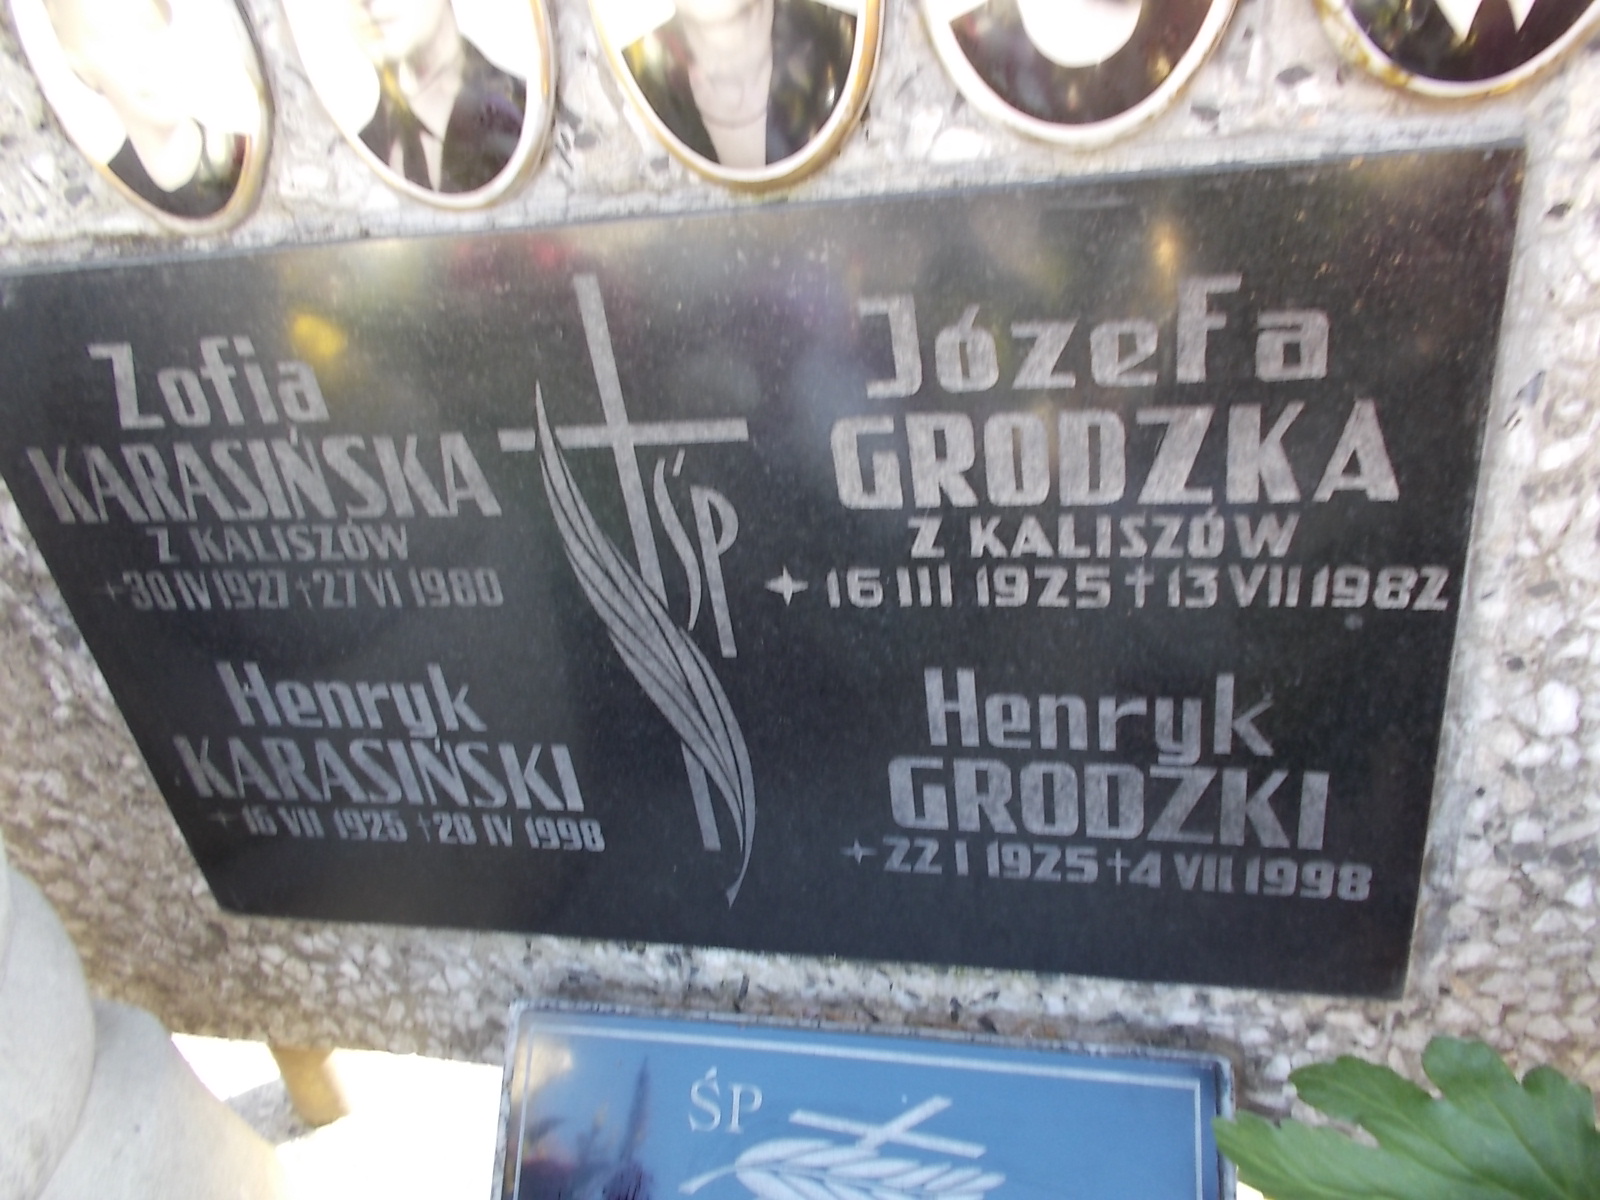 Zofia
KARASIŃSKA
Z KALISZÓW
+30 IV 1927 †27 VI 1980
Henryk
KARASIŃSKI
+16 VII 1925 †28 IV 1998
ŚP
Józefa
GRODZKA
Z KALISZÓW
+16 III 1925 †13 VII 1982
Henryk
GRODZKI
+22 I 1925 †4 VII 1998
ŚP